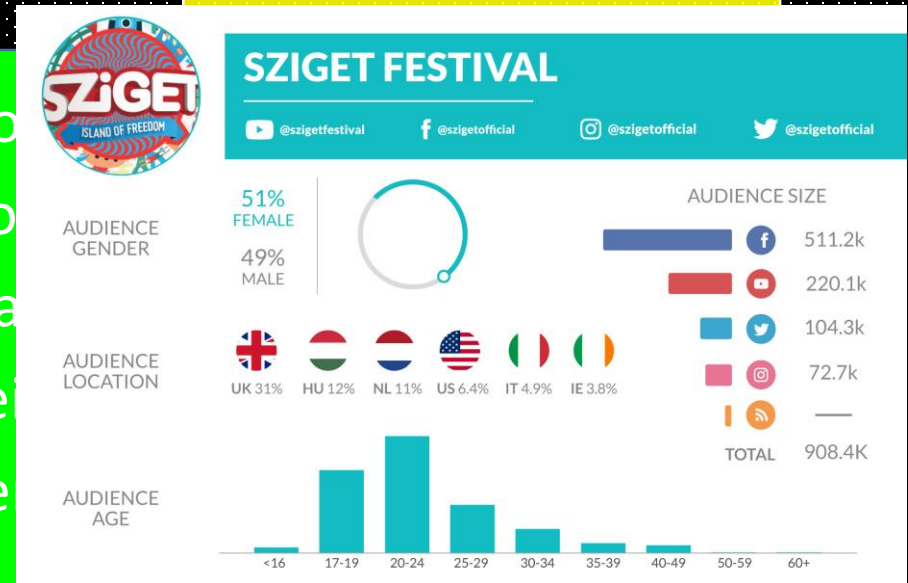 SZiGET
ISLAND OF FREEDOM
SZIGET FESTIVAL
@szigetfestival
@szigetofficial
@szigetofficial
@szigetofficial
AUDIENCE
GENDER
51%
FEMALE
49%
MALE
AUDIENCE SIZE
511.2k
220.1k
104.3k
72.7k
TOTAL 908.4K
AUDIENCE
LOCATION
UK 31% HU 12% NL 11% US 6.4% IT 4.9% IE 3.8%
AUDIENCE
AGE
<16 17-19 20-24 25-29 30-34 35-39 40-49 50-59 60+